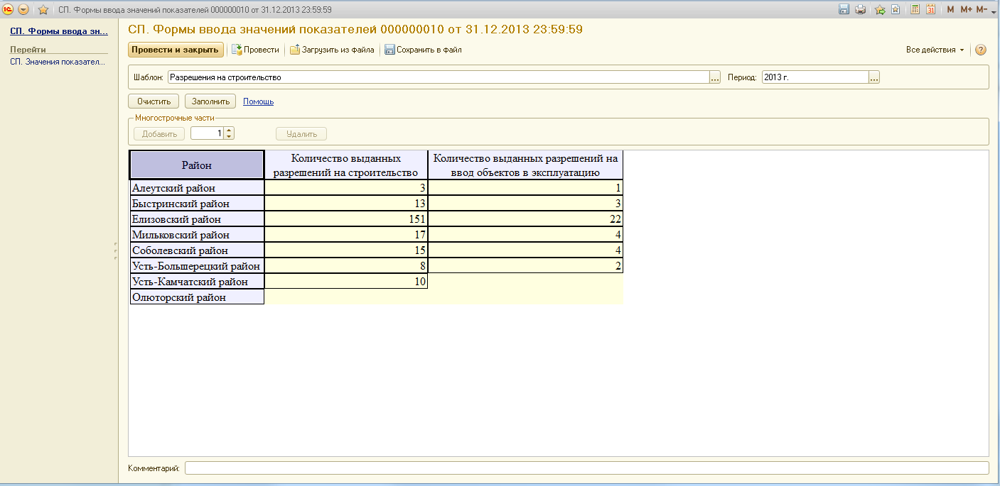 СП. Формы ввода значений показателей 000000010 от 31.12.2013 23:59:59
M M+ M-
СП. Формы ввода зн...
Перейти
СП. Значения показател...
СП. Формы ввода значений показателей 000000010 от 31.12.2013 23:59:59
Провести и закрыть Провести Загрузить из файла Сохранить в файл Все действия ?
Шаблон: Разрешения на строительство ... Период: 2013 г. ...
Очистить Заполнить Помощь
Многострочные части
Добавить 1 Удалить
Район Количество выданных разрешений на строительство Количество выданных разрешений на ввод объектов в эксплуатацию
Алеутский район 3 1
Быстринский район 13 3
Елизовский район 151 22
Мильковский район 17 4
Соболевский район 15 4
Усть-Большерецкий район 8 2
Усть-Камчатский район 10
Олюторский район
Комментарий: